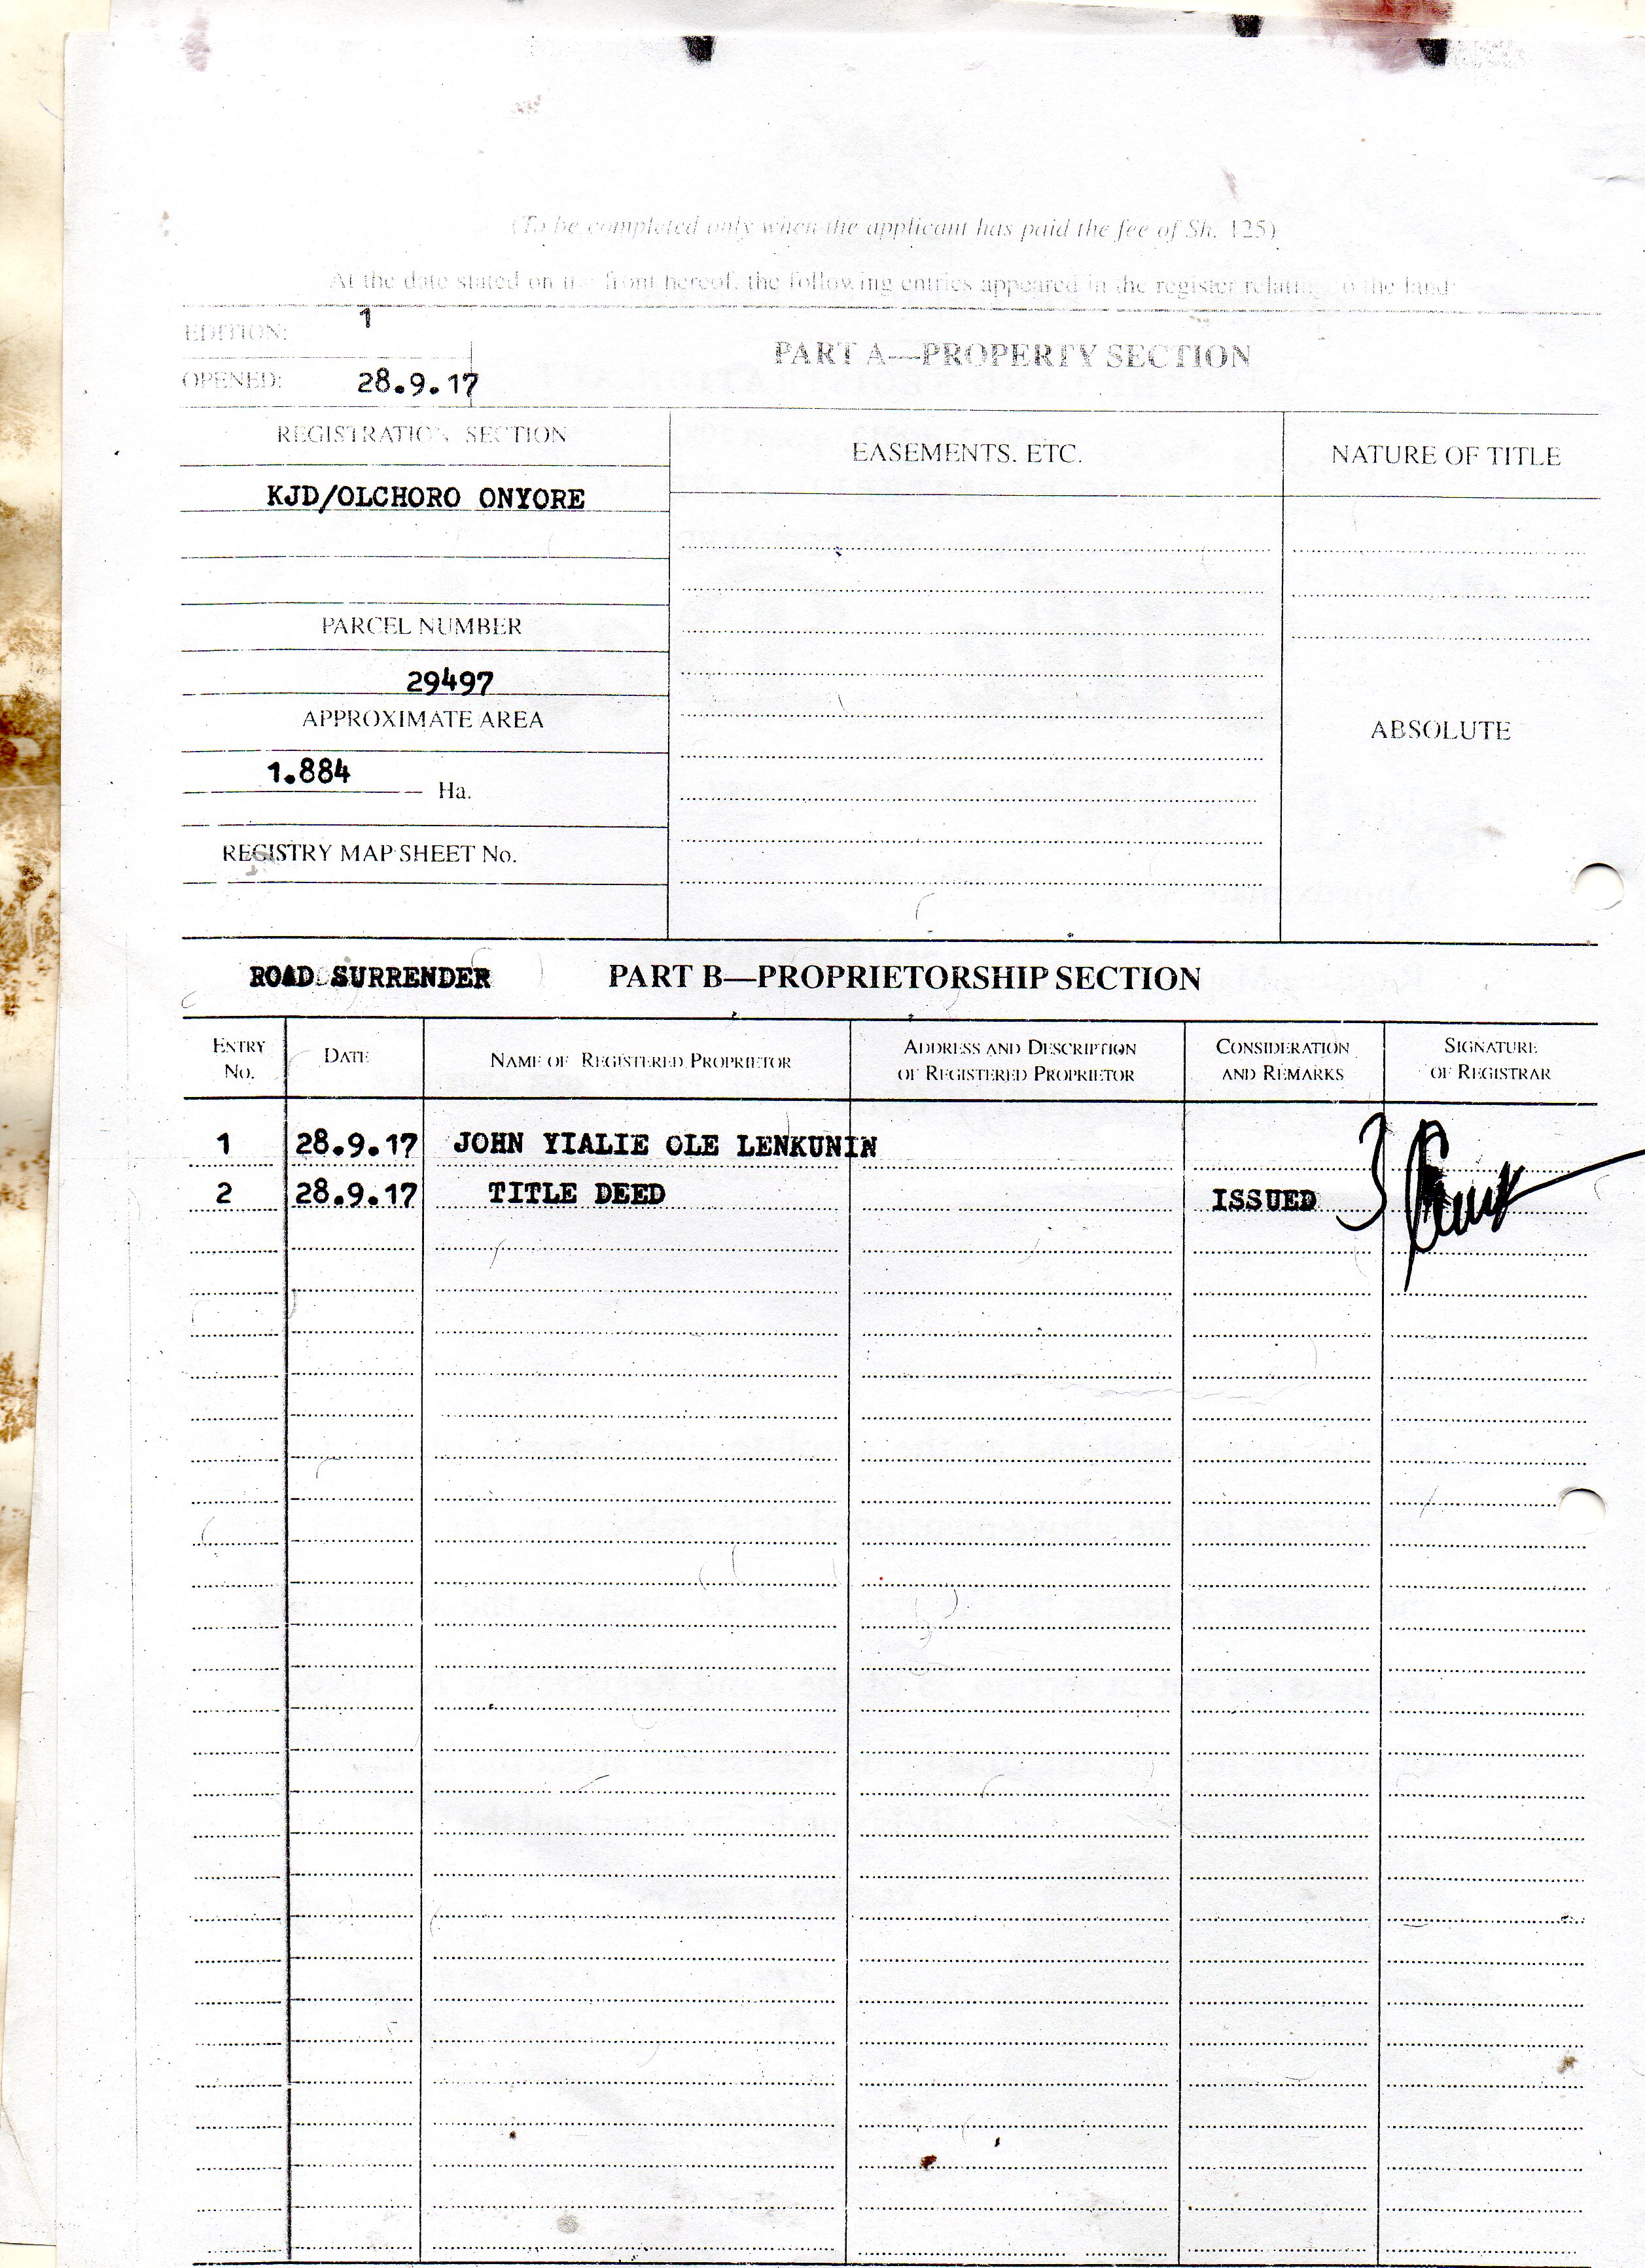 (To be completed only when the applicant has paid the fee of Sh. 125)
At the date stated on the front hereof, the following entries appeared in the register relating to the land:
EDITION: 1
OPENED: 28.9.17
PART A—PROPERTY SECTION
REGISTRATION SECTION
EASEMENTS, ETC.
NATURE OF TITLE
KJD/OLCHORO ONYORE
PARCEL NUMBER
29497
APPROXIMATE AREA
ABSOLUTE
1.884 Ha.
REGISTRY MAP SHEET No.
ROAD SURRENDER PART B—PROPRIETORSHIP SECTION
ENTRY No. DATE NAME OF REGISTERED PROPRIETOR ADDRESS AND DESCRIPTION OF REGISTERED PROPRIETOR CONSIDERATION AND REMARKS SIGNATURE OF REGISTRAR
1 28.9.17 JOHN YIALIE OLE LENKUNIN
2 28.9.17 TITLE DEED ISSUED